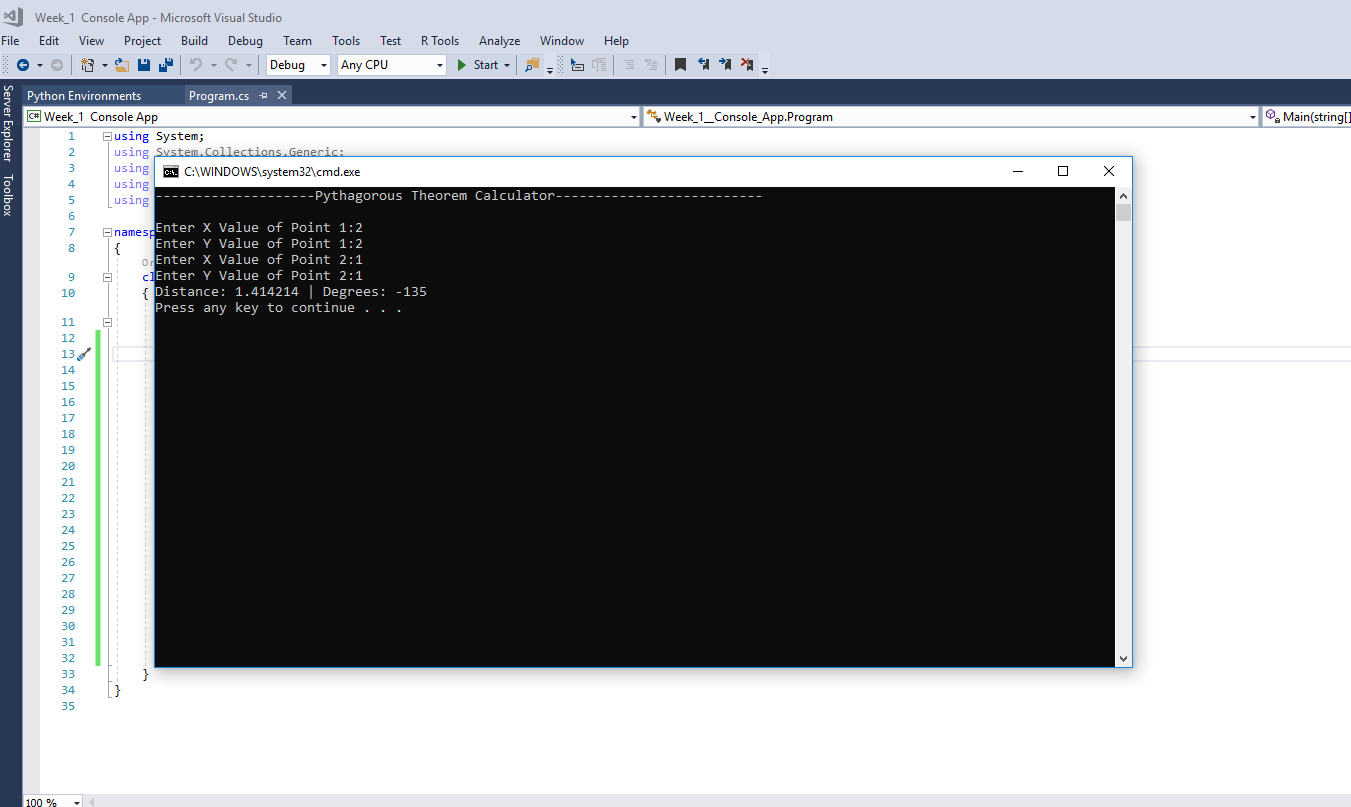 Week_1  Console App - Microsoft Visual Studio
File Edit View Project Build Debug Team Tools Test R Tools Analyze Window Help
Debug Any CPU Start
Server Explorer
Toolbox
Python Environments Program.cs
C# Week_1  Console App Week_1__Console_App.Program Main(string[]
1 using System;
2 using System.Collections.Generic;
3 using
4 using
5 using
6
7 namesp
8 {
9 cl
10 {
11
12
13
14
15
16
17
18
19
20
21
22
23
24
25
26
27
28
29
30
31
32
33 }
34 }
35
100 %
C:\WINDOWS\system32\cmd.exe
--------------------Pythagorous Theorem Calculator--------------------------
Enter X Value of Point 1:2
Enter Y Value of Point 1:2
Enter X Value of Point 2:1
Enter Y Value of Point 2:1
Distance: 1.414214 | Degrees: -135
Press any key to continue . . .